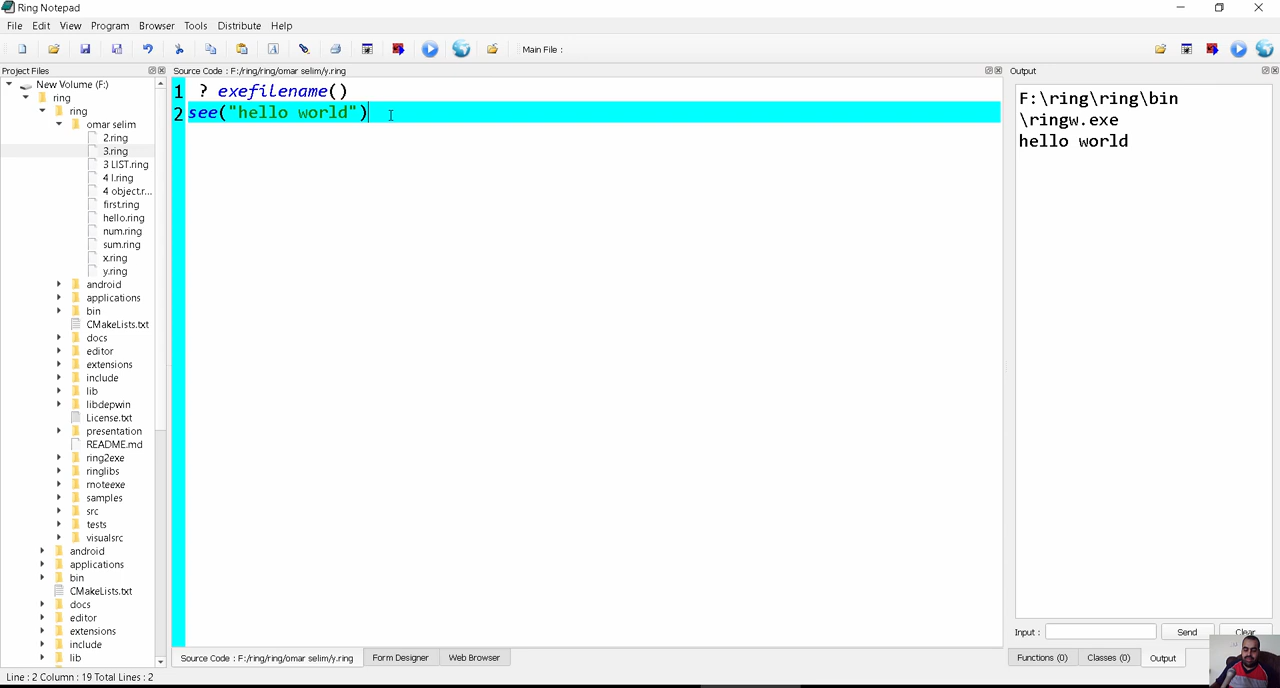 Ring Notepad
File Edit View Program Browser Tools Distribute Help
Main File :
Project Files
New Volume (F:)
ring
ring
omar selim
2.ring
3.ring
3 LIST.ring
4 l.ring
4 object.r...
first.ring
hello.ring
num.ring
sum.ring
x.ring
y.ring
android
applications
bin
CMakeLists.txt
docs
editor
extensions
include
lib
libdepwin
License.txt
presentation
README.md
ring2exe
ringlibs
rnoteexe
samples
src
tests
visualsrc
android
applications
bin
CMakeLists.txt
docs
editor
extensions
include
lib
Source Code : F:/ring/ring/omar selim/y.ring
1 ? exefilename()
2 see("hello world")
Source Code : F:/ring/ring/omar selim/y.ring Form Designer Web Browser
Output
F:\ring\ring\bin
\ringw.exe
hello world
Input : Send Clear
Functions (0) Classes (0) Output
Line : 2 Column : 19 Total Lines : 2